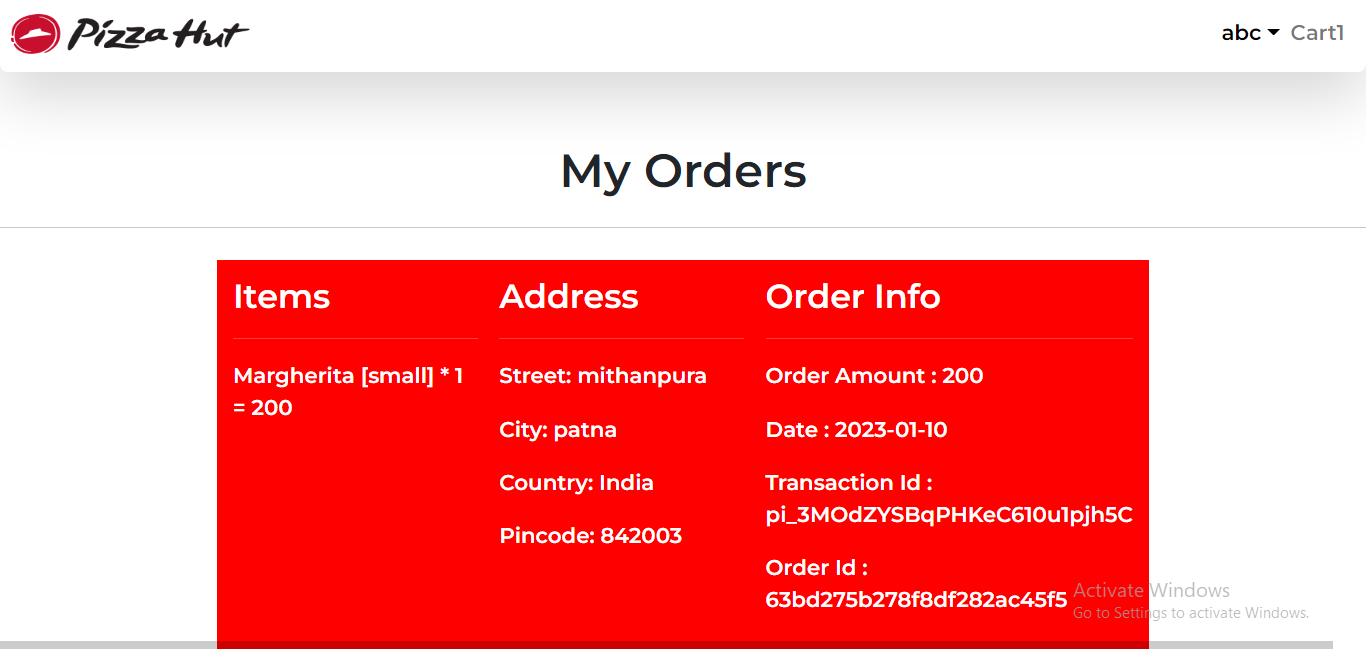 Pizza Hut
abc Cart1
My Orders
Items
Margherita [small] * 1
= 200
Address
Street: mithanpura
City: patna
Country: India
Pincode: 842003
Order Info
Order Amount : 200
Date : 2023-01-10
Transaction Id :
pi_3MOdZYSBqPHKeC610u1pjh5C
Order Id :
63bd275b278f8df282ac45f5
Activate Windows
Go to Settings to activate Windows.